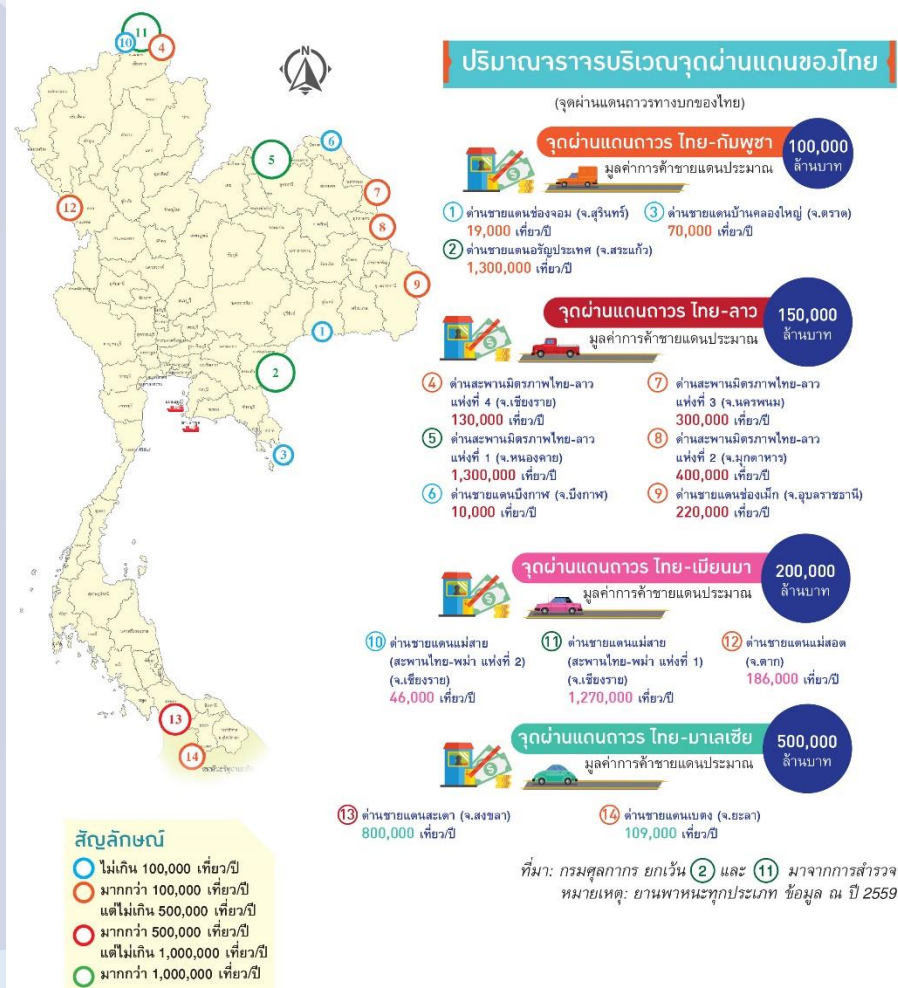 N
11
10
4
6
5
7
12
8
9
1
2
3
13
14
ปริมาณจราจรบริเวณจุดผ่านแดนของไทย
(จุดผ่านแดนถาวรทางบกของไทย)
จุดผ่านแดนถาวร ไทย-กัมพูชา
มูลค่าการค้าชายแดนประมาณ
100,000
ล้านบาท
1 ด่านชายแดนช่องจอม (จ.สุรินทร์)
19,000 เที่ยว/ปี
2 ด่านชายแดนอรัญประเทศ (จ.สระแก้ว)
1,300,000 เที่ยว/ปี
3 ด่านชายแดนบ้านคลองใหญ่ (จ.ตราด)
70,000 เที่ยว/ปี
จุดผ่านแดนถาวร ไทย-ลาว
มูลค่าการค้าชายแดนประมาณ
150,000
ล้านบาท
4 ด่านสะพานมิตรภาพไทย-ลาว
แห่งที่ 4 (จ.เชียงราย)
130,000 เที่ยว/ปี
5 ด่านสะพานมิตรภาพไทย-ลาว
แห่งที่ 1 (จ.หนองคาย)
1,300,000 เที่ยว/ปี
6 ด่านชายแดนบึงกาฬ (จ.บึงกาฬ)
10,000 เที่ยว/ปี
7 ด่านสะพานมิตรภาพไทย-ลาว
แห่งที่ 3 (จ.นครพนม)
300,000 เที่ยว/ปี
8 ด่านสะพานมิตรภาพไทย-ลาว
แห่งที่ 2 (จ.มุกดาหาร)
400,000 เที่ยว/ปี
9 ด่านชายแดนช่องเม็ก (จ.อุบลราชธานี)
220,000 เที่ยว/ปี
จุดผ่านแดนถาวร ไทย-เมียนมา
มูลค่าการค้าชายแดนประมาณ
200,000
ล้านบาท
10 ด่านชายแดนแม่สาย
(สะพานไทย-พม่า แห่งที่ 2)
(จ.เชียงราย)
46,000 เที่ยว/ปี
11 ด่านชายแดนแม่สาย
(สะพานไทย-พม่า แห่งที่ 1)
(จ.เชียงราย)
1,270,000 เที่ยว/ปี
12 ด่านชายแดนแม่สอด
(จ.ตาก)
186,000 เที่ยว/ปี
จุดผ่านแดนถาวร ไทย-มาเลเซีย
มูลค่าการค้าชายแดนประมาณ
500,000
ล้านบาท
13 ด่านชายแดนสะเดา (จ.สงขลา)
800,000 เที่ยว/ปี
14 ด่านชายแดนเบตง (จ.ยะลา)
109,000 เที่ยว/ปี
ที่มา: กรมศุลกากร ยกเว้น 2 และ 11 มาจากการสำรวจ
หมายเหตุ: ยานพาหนะทุกประเภท ข้อมูล ณ ปี 2559
สัญลักษณ์
ไม่เกิน 100,000 เที่ยว/ปี
มากกว่า 100,000 เที่ยว/ปี
แต่ไม่เกิน 500,000 เที่ยว/ปี
มากกว่า 500,000 เที่ยว/ปี
แต่ไม่เกิน 1,000,000 เที่ยว/ปี
มากกว่า 1,000,000 เที่ยว/ปี